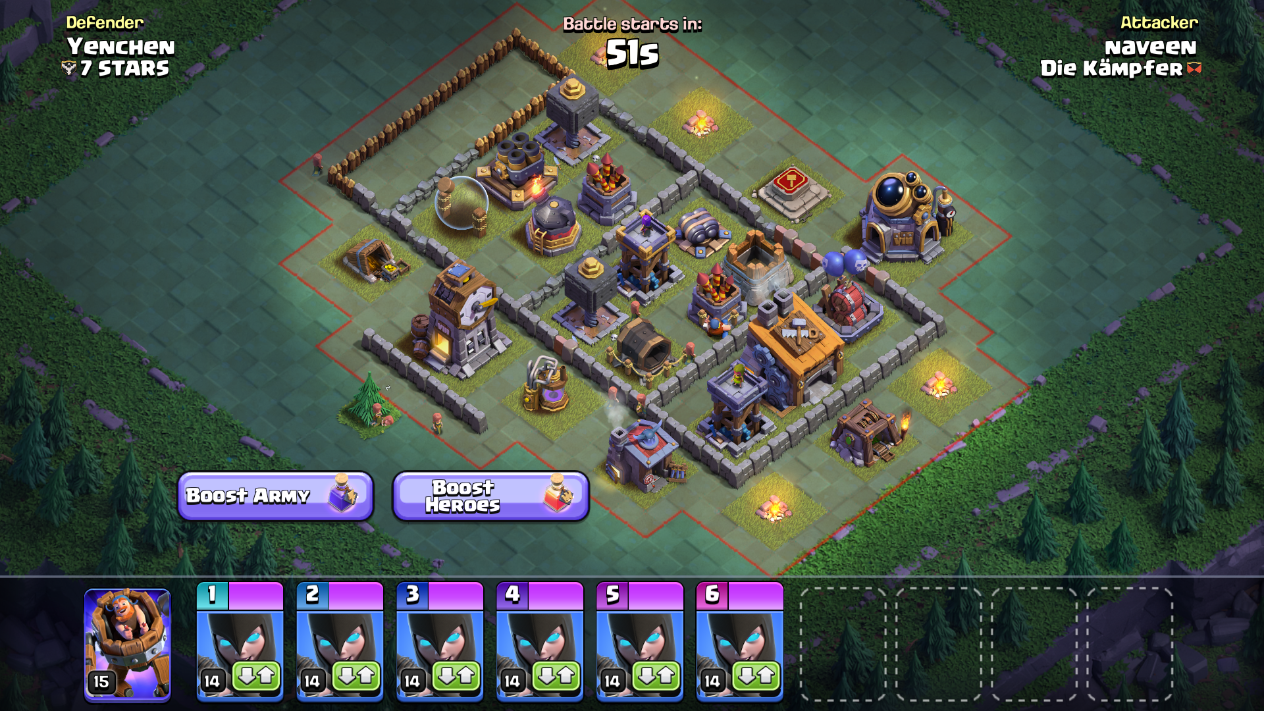 Defender
Yenchen
7 STARS
Battle starts in:
51s
Attacker
naveen
Die Kämpfer
Boost Army
Boost
Heroes
1
2
3
4
5
6
15
14
14
14
14
14
14